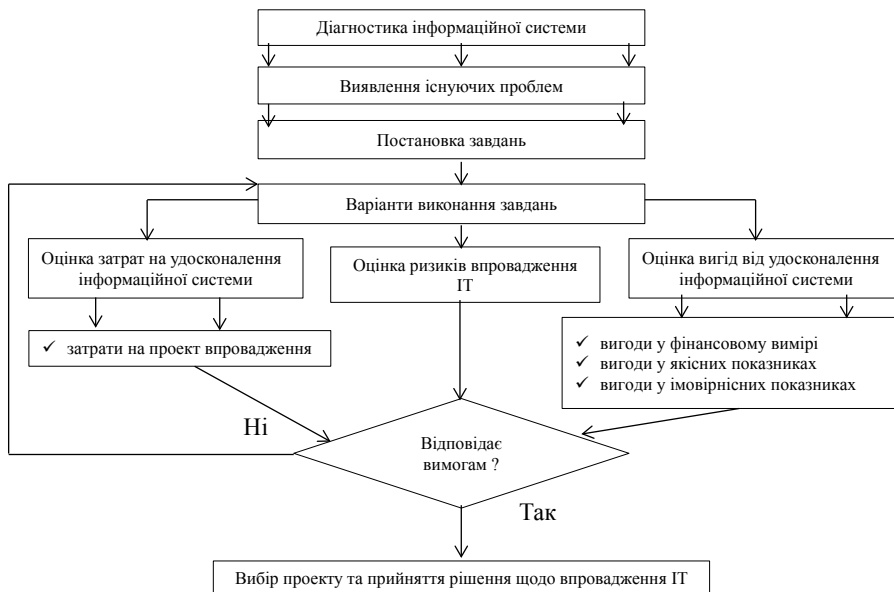 Діагностика інформаційної системи
Виявлення існуючих проблем
Постановка завдань
Варіанти виконання завдань
Оцінка затрат на удосконалення
інформаційної системи
Оцінка ризиків впровадження
ІТ
Оцінка вигід від удосконалення
інформаційної системи
✓ затрати на проект впровадження
✓ вигоди у фінансовому вимірі
✓ вигоди у якісних показниках
✓ вигоди у імовірнісних показниках
Ні
Відповідає
вимогам ?
Так
Вибір проекту та прийняття рішення щодо впровадження ІТ